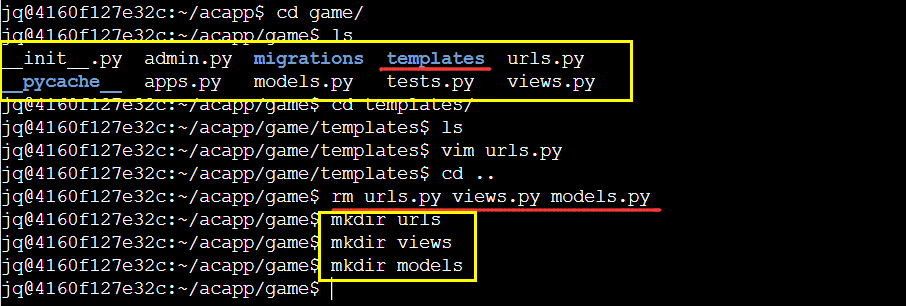 jq@4160f127e32c:~/acapp$ cd game/
jq@4160f127e32c:~/acapp/game$ ls
__init__.py admin.py migrations templates urls.py
__pycache__ apps.py models.py tests.py views.py
jq@4160f127e32c:~/acapp/game$ cd templates/
jq@4160f127e32c:~/acapp/game/templates$ ls
jq@4160f127e32c:~/acapp/game/templates$ vim urls.py
jq@4160f127e32c:~/acapp/game/templates$ cd ..
jq@4160f127e32c:~/acapp/game$ rm urls.py views.py models.py
jq@4160f127e32c:~/acapp/game$ mkdir urls
jq@4160f127e32c:~/acapp/game$ mkdir views
jq@4160f127e32c:~/acapp/game$ mkdir models
jq@4160f127e32c:~/acapp/game$